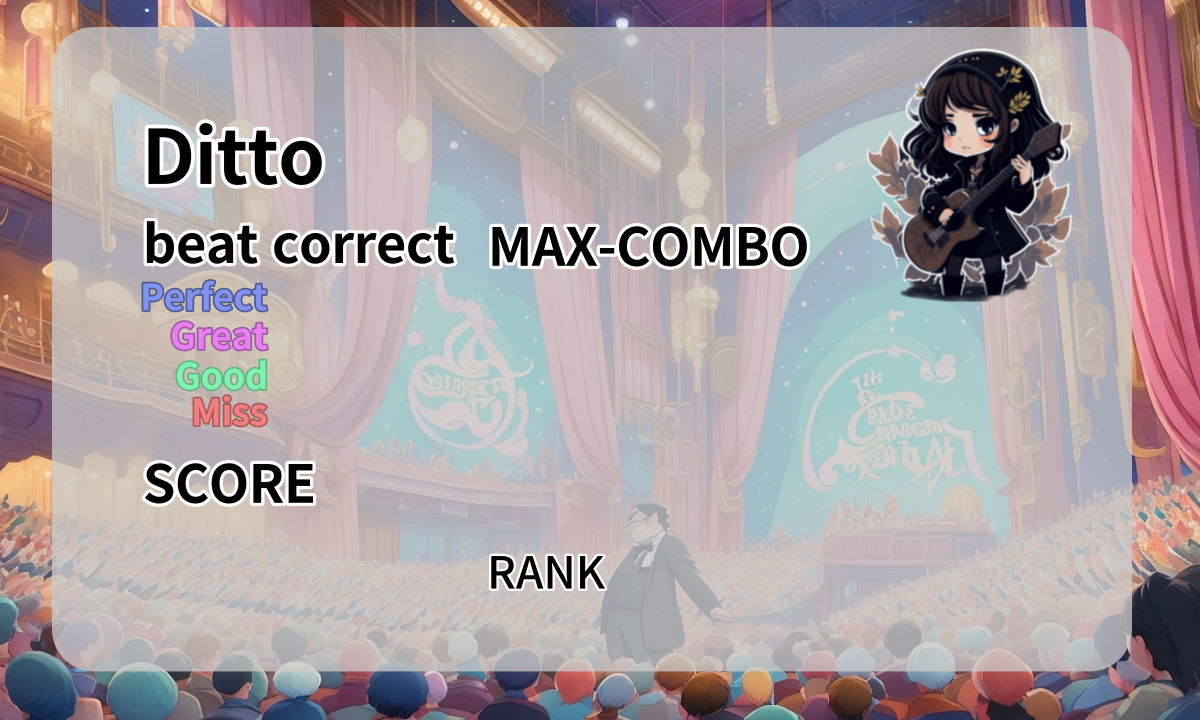 Ditto
beat correct MAX-COMBO
Perfect
Great
Good
Miss
SCORE
RANK